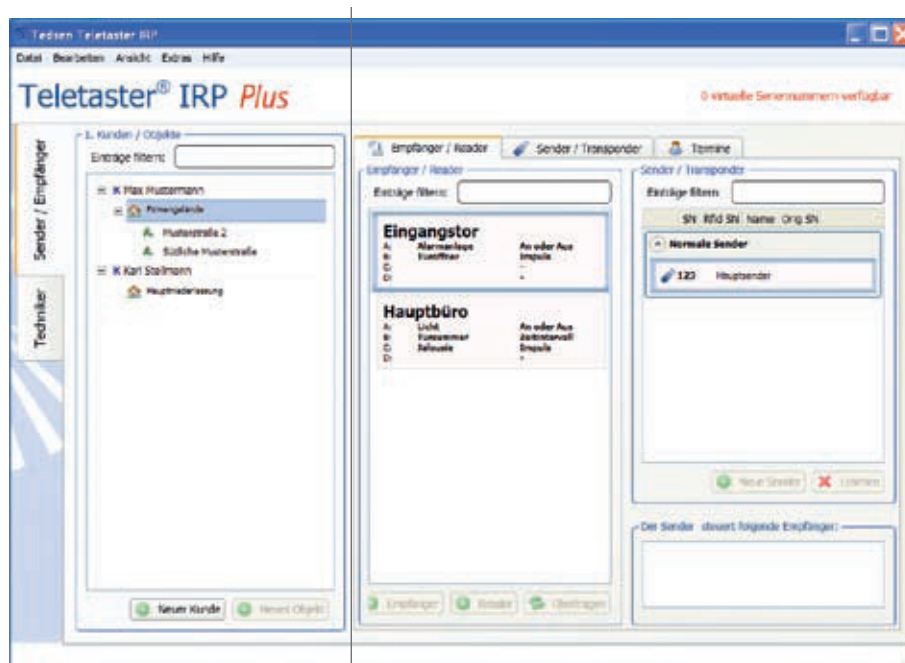 Tedsen Teletaster IRP
Datei Bearbeiten Ansicht Extras Hilfe
Teletaster® IRP Plus
0 virtuelle Seriennummern verfügbar
Sender / Empfänger
Techniker
1. Kunden / Objekte
Einträge filtern:
K Max Mustermann
Firmengelände
A. Musterstraße 2
A. Südliche Musterstraße
K Karl Stallmann
Hauptniederlassung
Neuer Kunde
Neues Objekt
Empfänger / Reader
Sender / Transponder
Termine
Empfänger / Reader
Einträge filtern:
Eingangstor
A: Alarmanlage An oder Aus
B: Türöffner Impuls
C: -
D: -
Hauptbüro
A: Licht An oder Aus
B: Türsummer Zeitintervall
C: Jalousie Impuls
D: -
Empfänger
Reader
Übertragen
Sender / Transponder
Einträge filtern
SN Rfid SN Name Orig SN
Normale Sender
123 Hauptsender
Neue Sender
Löschen
Der Sender steuert folgende Empfänger: